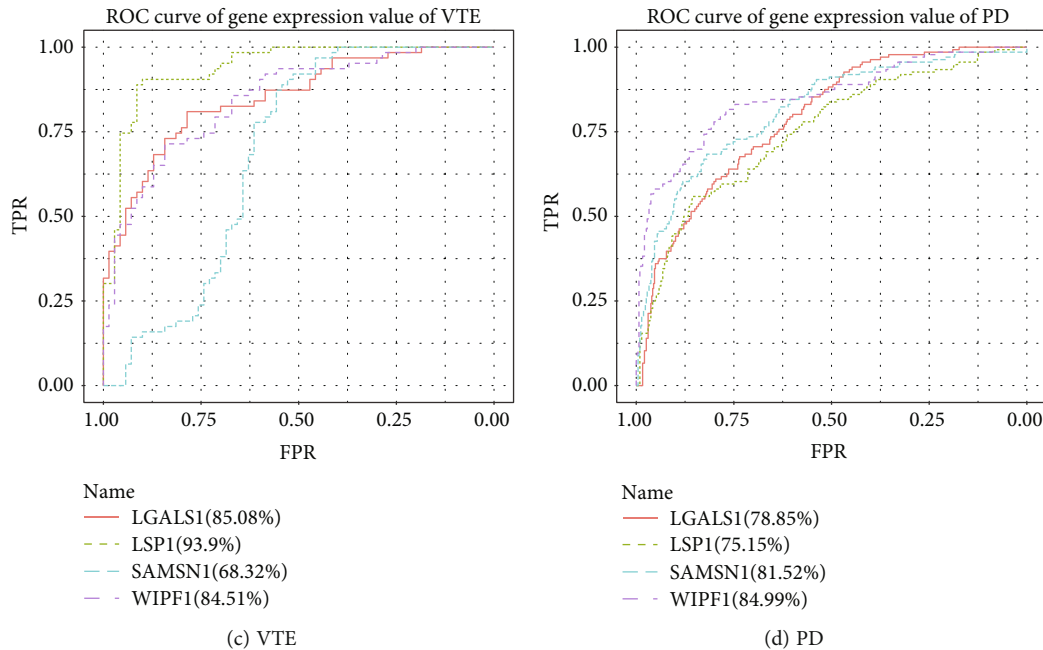 ROC curve of gene expression value of VTE
1.00
0.75
0.50
0.25
0.00
TPR
1.00 0.75 0.50 0.25 0.00
FPR
Name
LGALS1(85.08%)
LSP1(93.9%)
SAMSN1(68.32%)
WIPF1(84.51%)
(c) VTE
ROC curve of gene expression value of PD
1.00
0.75
0.50
0.25
0.00
TPR
1.00 0.75 0.50 0.25 0.00
FPR
Name
LGALS1(78.85%)
LSP1(75.15%)
SAMSN1(81.52%)
WIPF1(84.99%)
(d) PD